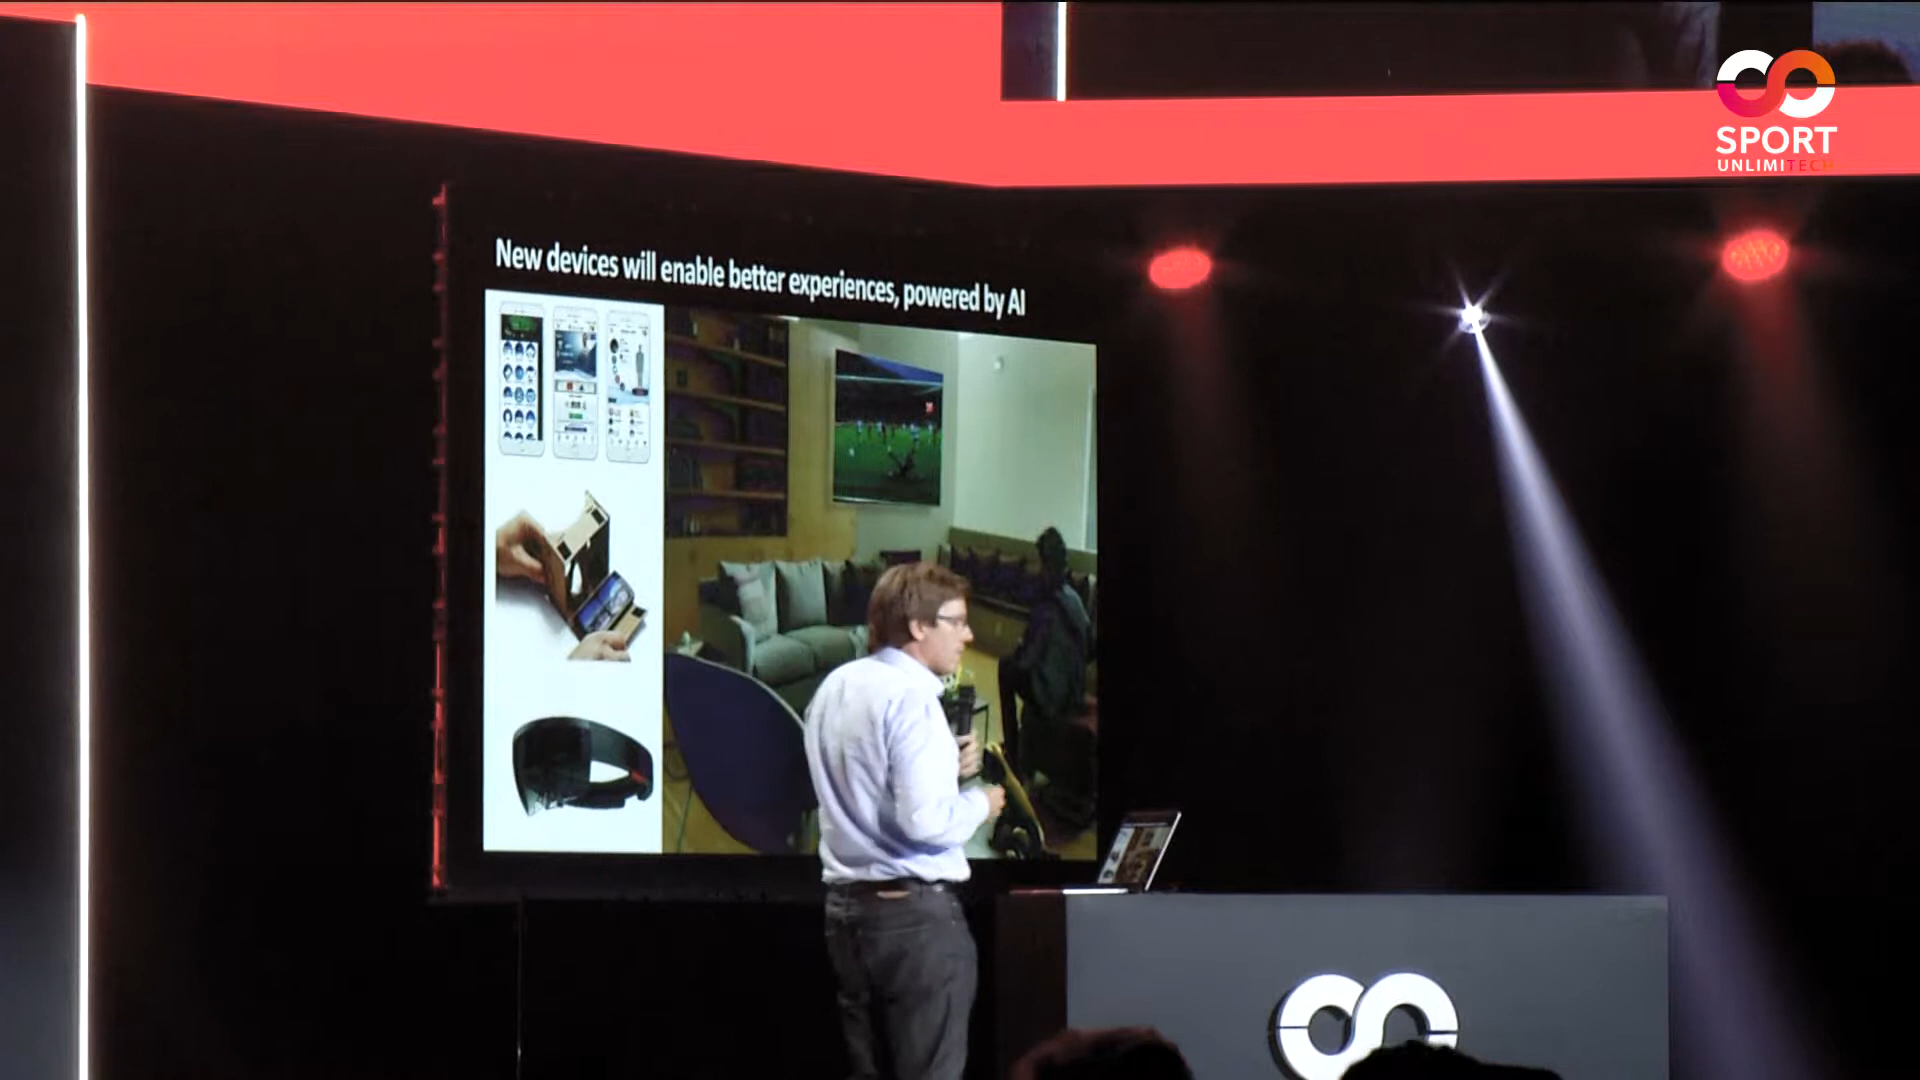 New devices will enable better experiences, powered by AI
SPORT
UNLIMITECH